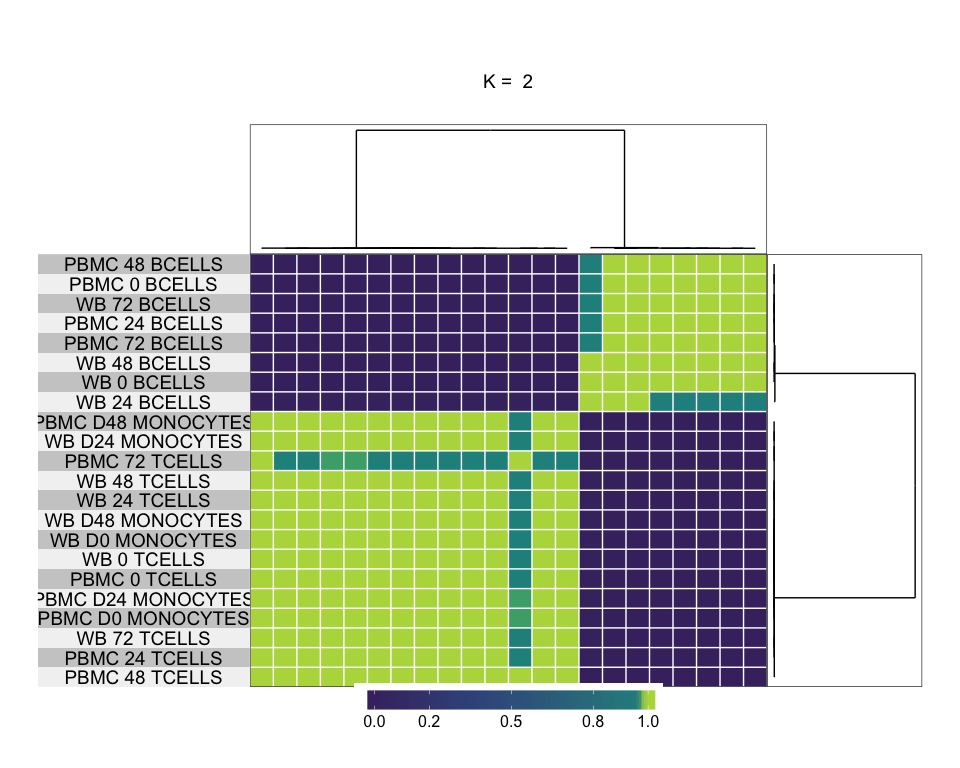 K = 2
PBMC 48 BCELLS
PBMC 0 BCELLS
WB 72 BCELLS
PBMC 24 BCELLS
PBMC 72 BCELLS
WB 48 BCELLS
WB 0 BCELLS
WB 24 BCELLS
PBMC D48 MONOCYTES
WB D24 MONOCYTES
PBMC 72 TCELLS
WB 48 TCELLS
WB 24 TCELLS
WB D48 MONOCYTES
WB D0 MONOCYTES
WB 0 TCELLS
PBMC 0 TCELLS
PBMC D24 MONOCYTES
PBMC D0 MONOCYTES
WB 72 TCELLS
PBMC 24 TCELLS
PBMC 48 TCELLS
0.0 0.2 0.5 0.8 1.0